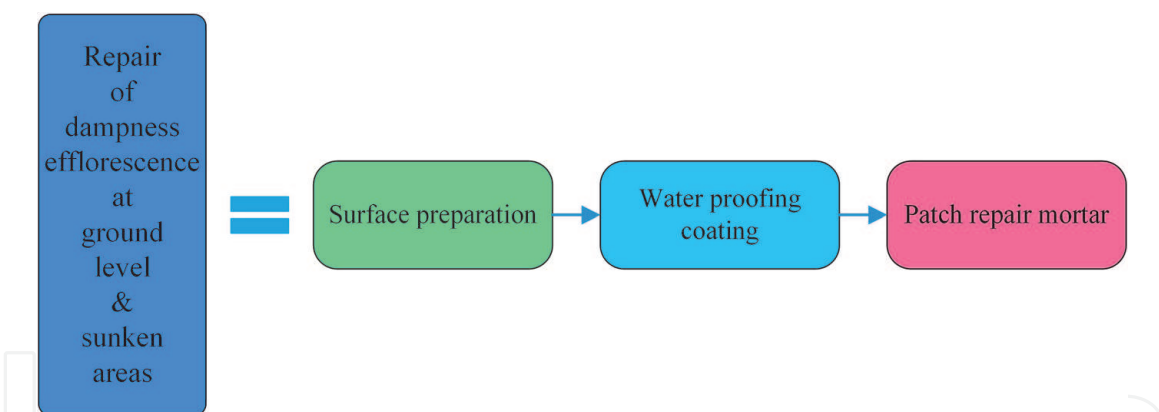 Repair
of
dampness
efflorescence
at
ground
level
&
sunken
areas
Surface preparation
Water proofing
coating
Patch repair mortar